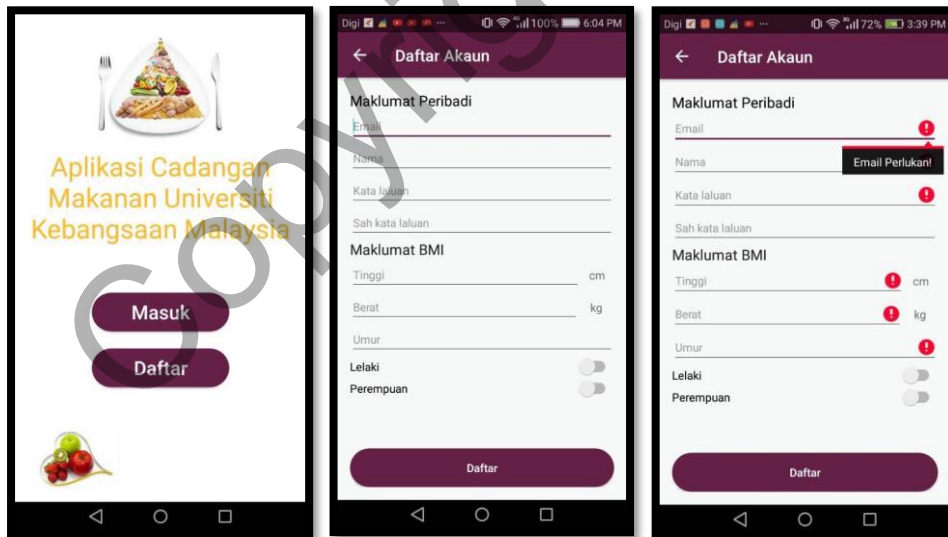 Aplikasi Cadangan
Makanan Universiti
Kebangsaan Malaysia
Masuk
Daftar
Digi 100% 6:04 PM
Daftar Akaun
Maklumat Peribadi
Email
Nama
Kata laluan
Sah kata laluan
Maklumat BMI
Tinggi cm
Berat kg
Umur
Lelaki
Perempuan
Daftar
Digi 72% 3:39 PM
Daftar Akaun
Maklumat Peribadi
Email
Nama Email Perlukan!
Kata laluan
Sah kata laluan
Maklumat BMI
Tinggi cm
Berat kg
Umur
Lelaki
Perempuan
Daftar